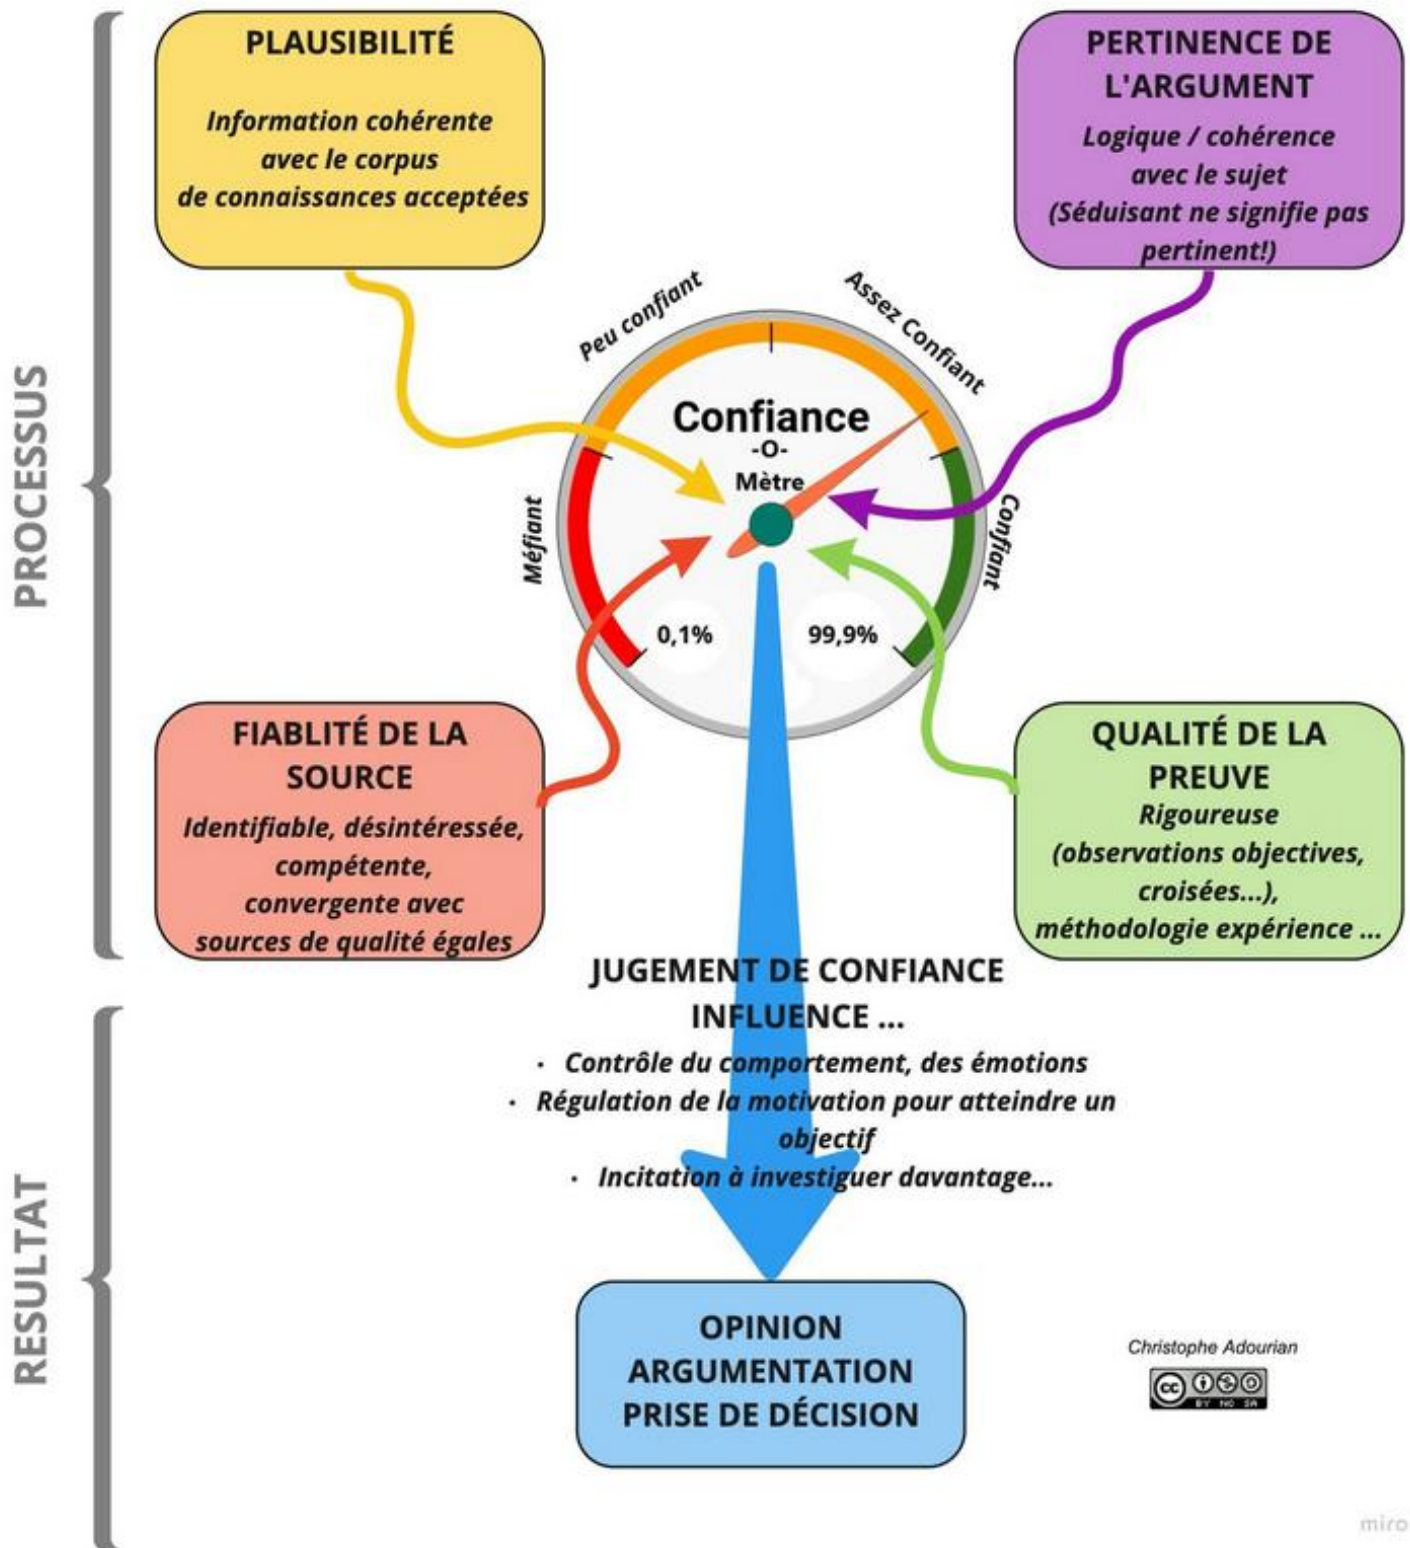 PLAUSIBILITÉ
Information cohérente
avec le corpus
de connaissances acceptées
PERTINENCE DE
L'ARGUMENT
Logique / cohérence
avec le sujet
(Séduisant ne signifie pas
pertinent!)
PROCESSUS
Peu confiant
Assez Confiant
Méfiant
Confiant
Confiance
-O-
Mètre
0,1%
99,9%
FIABLITÉ DE LA
SOURCE
Identifiable, désintéressée,
compétente,
convergente avec
sources de qualité égales
QUALITÉ DE LA
PREUVE
Rigoureuse
(observations objectives,
croisées...),
méthodologie expérience ...
JUGEMENT DE CONFIANCE
INFLUENCE ...
· Contrôle du comportement, des émotions
· Régulation de la motivation pour atteindre un
objectif
· Incitation à investiguer davantage...
RESULTAT
OPINION
ARGUMENTATION
PRISE DE DÉCISION
Christophe Adourian
cc
BY NC SA
miro